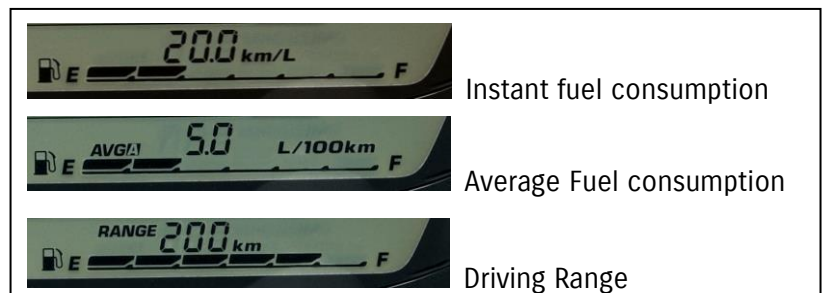 20.0 km/L
E F
Instant fuel consumption
AVG[A] 5.0 L/100km
E F
Average Fuel consumption
RANGE 200 km
E F
Driving Range